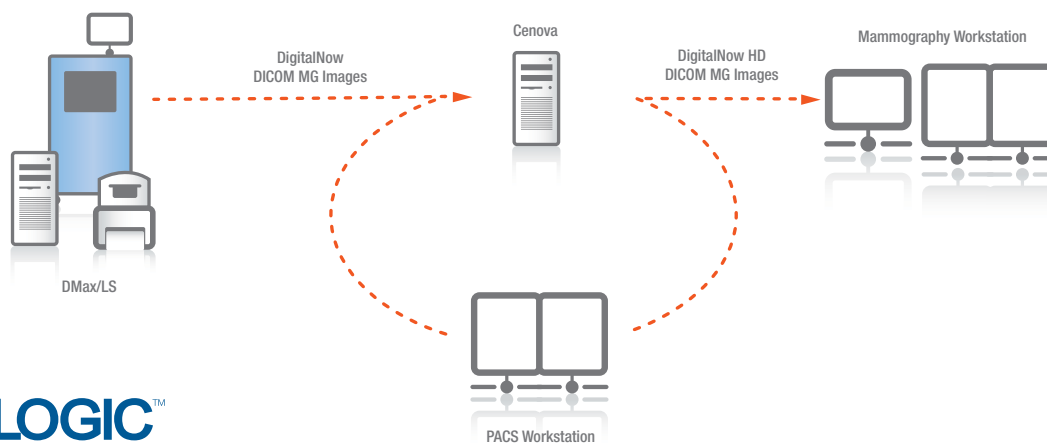 Cenova
Mammography Workstation
DigitalNow
DICOM MG Images
DigitalNow HD
DICOM MG Images
DMax/LS
LOGIC™
PACS Workstation